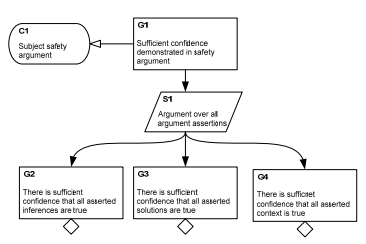 C1
Subject safety
argument
G1
Sufficient confidence
demonstrated in safety
argument
S1
Argument over all
argument assertions
G2
There is sufficient
confidence that all asserted
inferences are true
G3
There is sufficient
confidence that all asserted
solutions are true
G4
There is sufficnet
confidence that all asserted
context is true